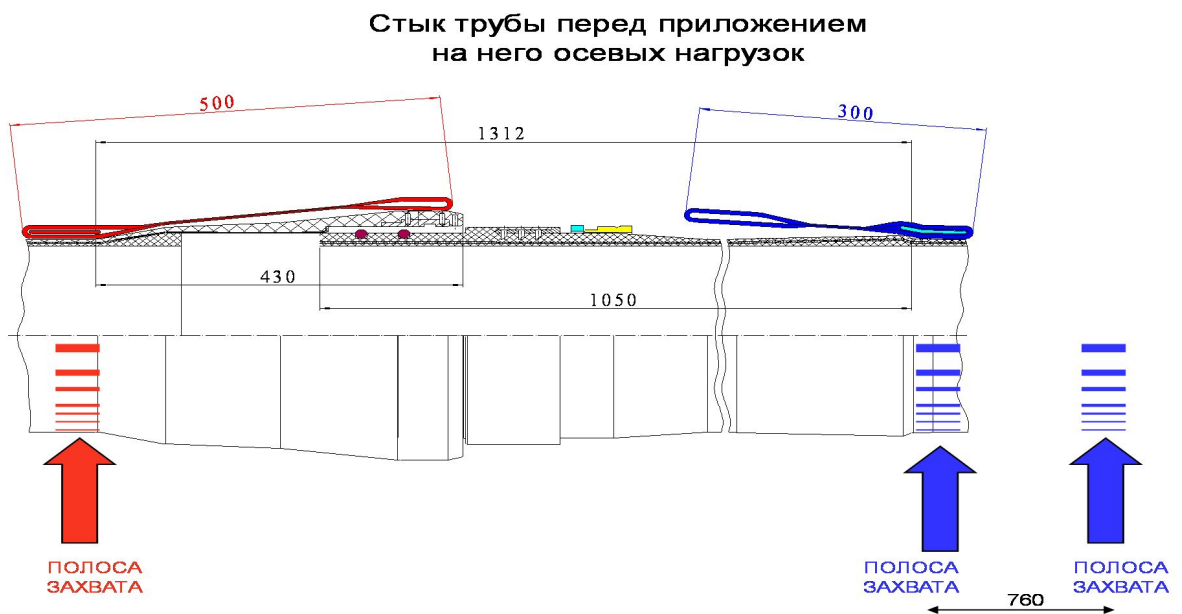 Стык трубы перед приложением
на него осевых нагрузок
500
300
1312
430
1050
ПОЛОСА
ЗАХВАТА
ПОЛОСА
ЗАХВАТА
ПОЛОСА
ЗАХВАТА
760